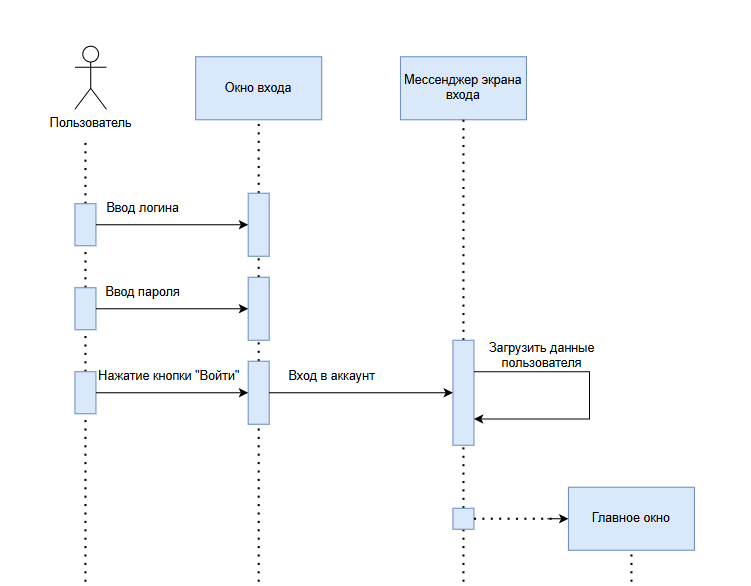 Пользователь
Окно входа
Мессенджер экрана
входа
Ввод логина
Ввод пароля
Нажатие кнопки "Войти"
Вход в аккаунт
Загрузить данные
пользователя
Главное окно